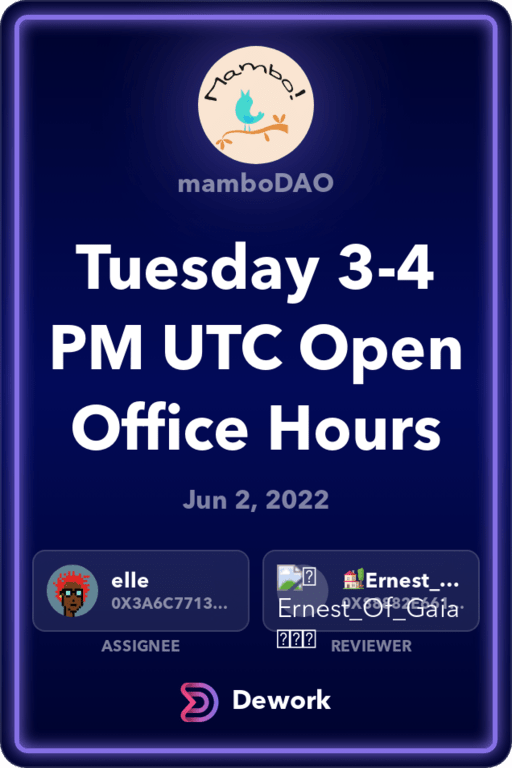 Mambo!
mamboDAO
Tuesday 3-4
PM UTC Open
Office Hours
Jun 2, 2022
elle
0X3A6C7713...
ASSIGNEE
🏡Ernest_...
Ernest_Of_Gaia
REVIEWER
Dework